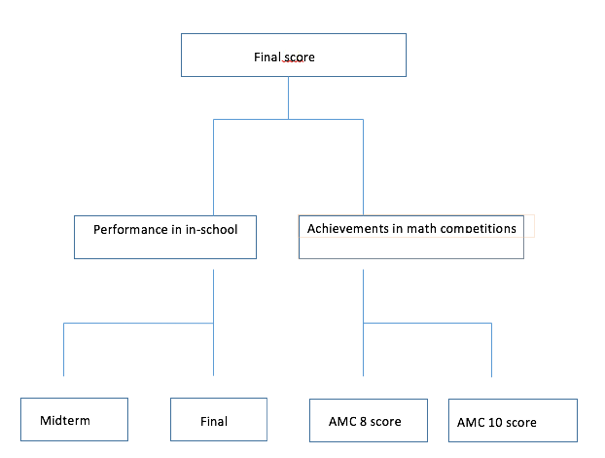 Final score
Performance in in-school
Achievements in math competitions
Midterm
Final
AMC 8 score
AMC 10 score